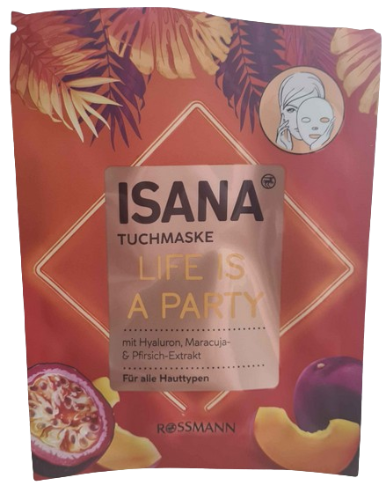 ISANA
TUCHMASKE
LIFE IS
A PARTY
mit Hyaluron, Maracuja-
& Pfirsich-Extrakt
Für alle Hauttypen
ROSSMANN